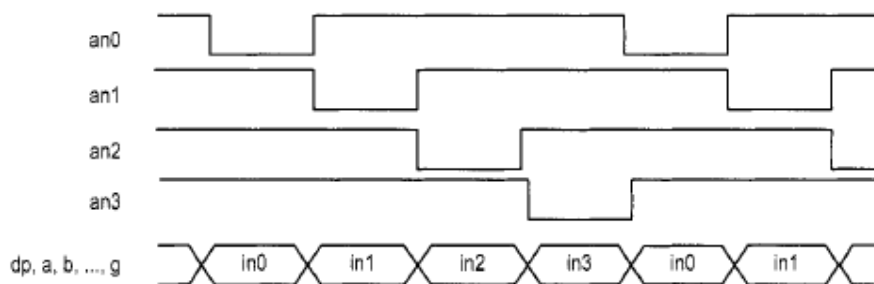 an0
an1
an2
an3
dp, a, b, ..., g in0 in1 in2 in3 in0 in1